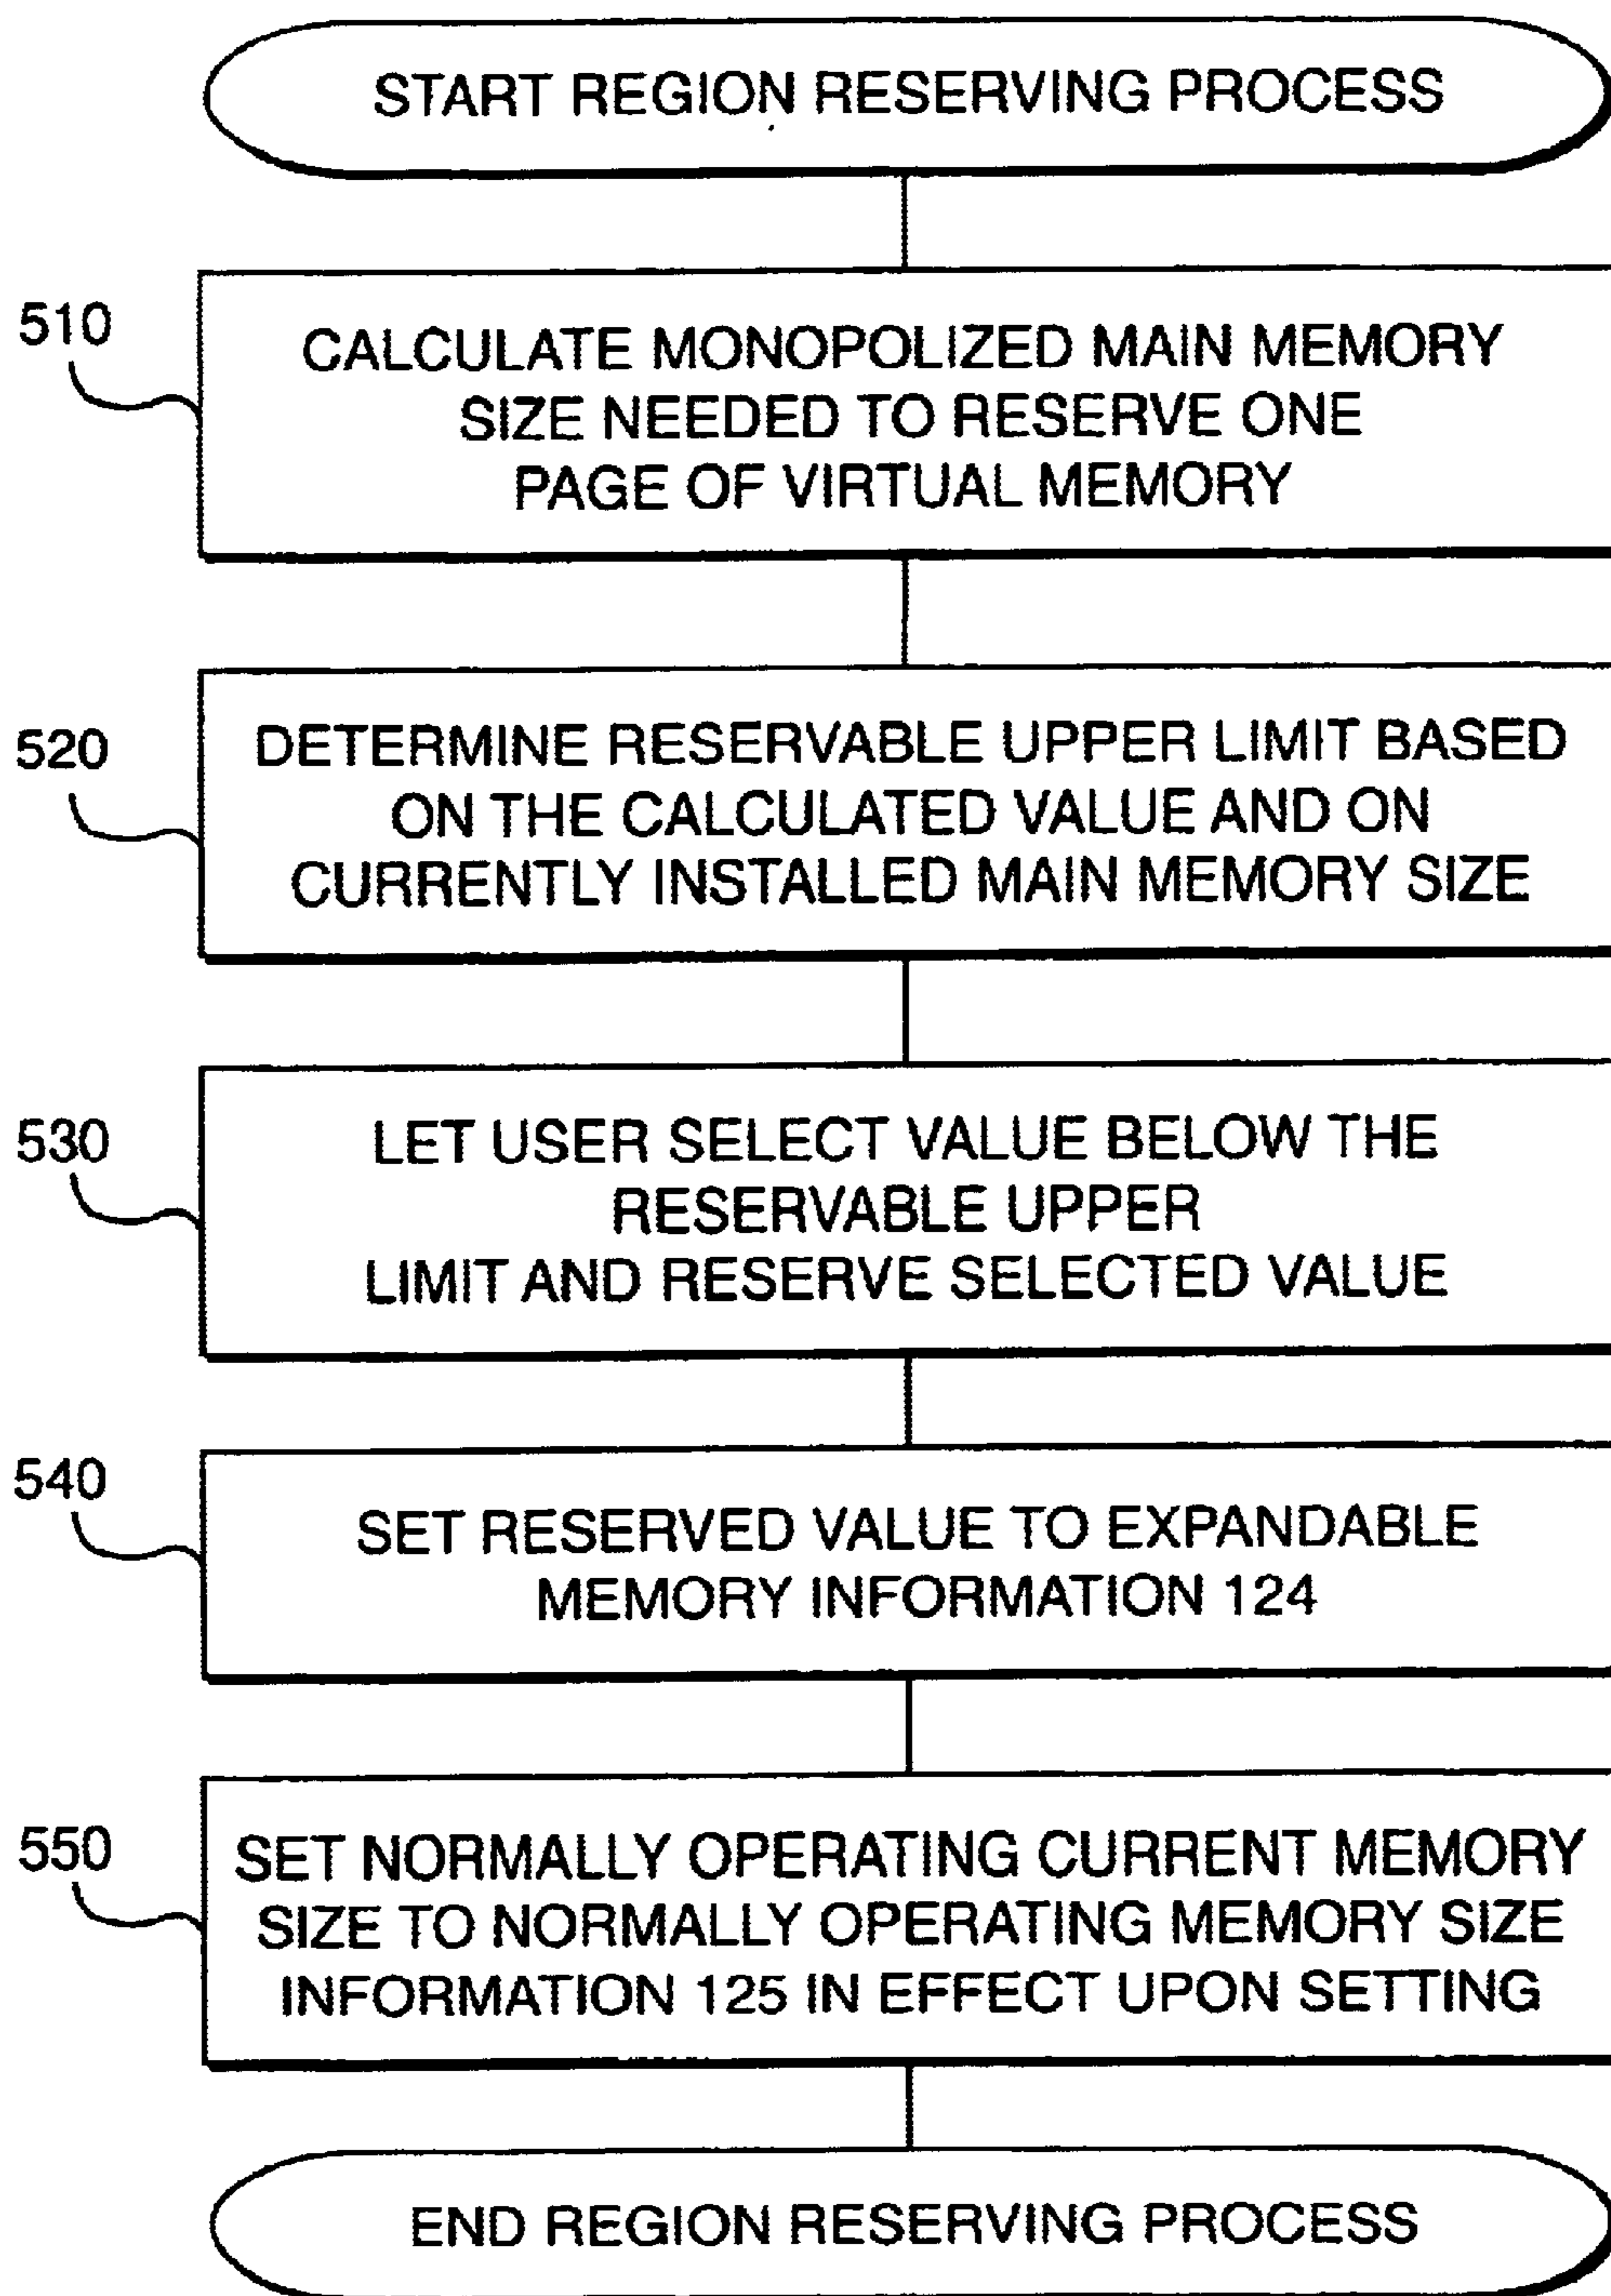 START REGION RESERVING PROCESS
510
CALCULATE MONOPOLIZED MAIN MEMORY
SIZE NEEDED TO RESERVE ONE
PAGE OF VIRTUAL MEMORY
520
DETERMINE RESERVABLE UPPER LIMIT BASED
ON THE CALCULATED VALUE AND ON
CURRENTLY INSTALLED MAIN MEMORY SIZE
530
LET USER SELECT VALUE BELOW THE
RESERVABLE UPPER
LIMIT AND RESERVE SELECTED VALUE
540
SET RESERVED VALUE TO EXPANDABLE
MEMORY INFORMATION 124
550
SET NORMALLY OPERATING CURRENT MEMORY
SIZE TO NORMALLY OPERATING MEMORY SIZE
INFORMATION 125 IN EFFECT UPON SETTING
END REGION RESERVING PROCESS